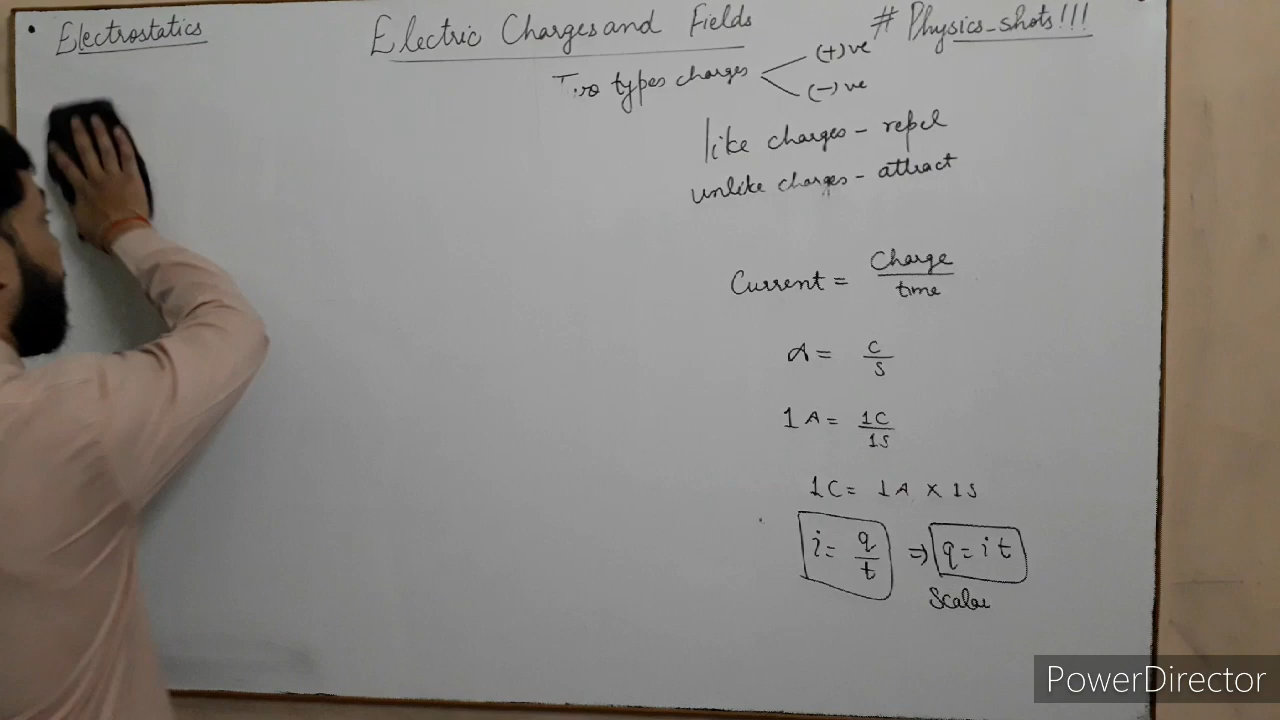 • Electrostatics
Electric Charges and Fields
# Physics_shots!!!
Two types charges
(+)ve
(-)ve
like charges - repel
unlike charges - attract
Current = Charge / time
A = C / S
1 A = 1C / 1S
1C = 1A × 1S
i = q / t ⇒ q = it
Scalar
PowerDirector